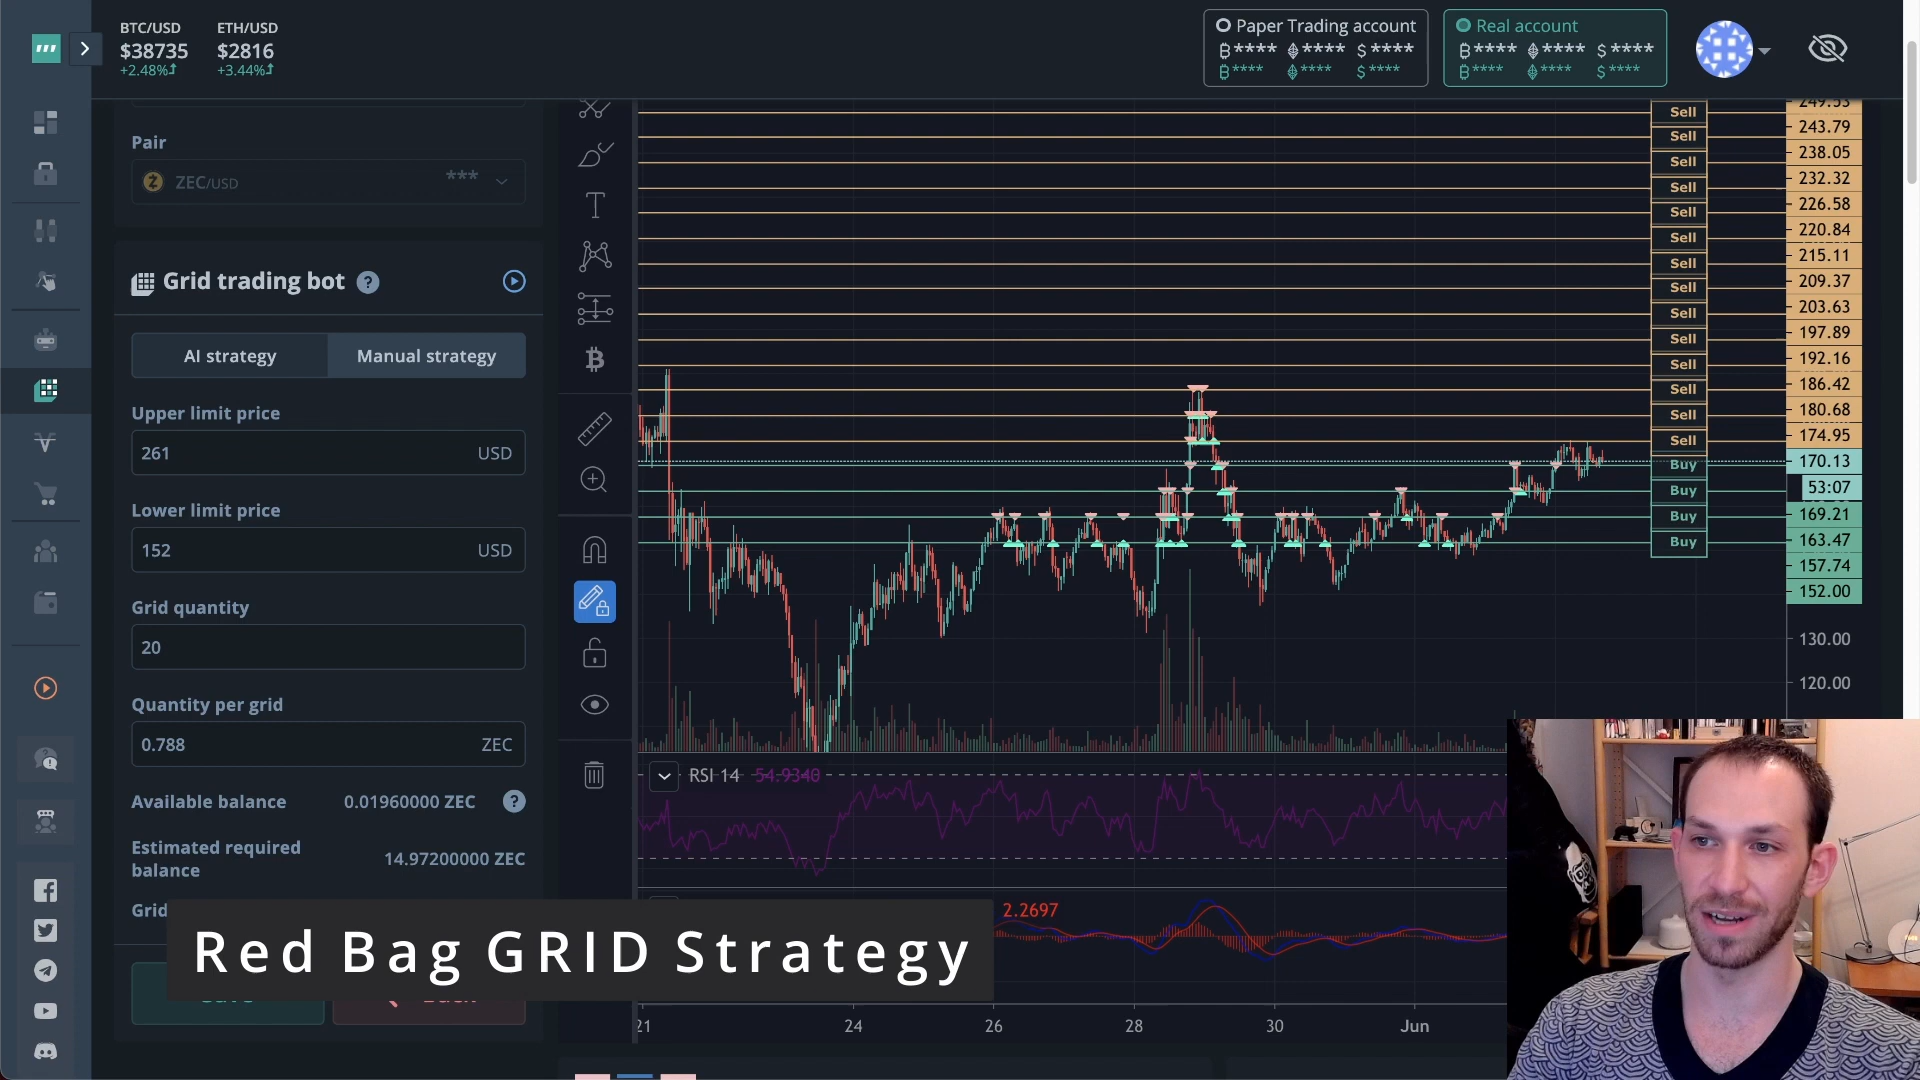 BTC/USD
$38735
+2.48%
ETH/USD
$2816
+3.44%
Paper Trading account
**** **** $ ****
**** **** $ ****
Real account
**** **** $ ****
**** **** $ ****
Pair
ZEC/USD ***
Grid trading bot ?
AI strategy
Manual strategy
Upper limit price
261 USD
Lower limit price
152 USD
Grid quantity
20
Quantity per grid
0.788 ZEC
Available balance 0.01960000 ZEC ?
Estimated required
balance
14.97200000 ZEC
Grid
Red Bag GRID Strategy
Sell
Sell
Sell
Sell
Sell
Sell
Sell
Sell
Sell
Sell
Sell
Sell
Sell
Sell
Buy
Buy
Buy
Buy
249.53
243.79
238.05
232.32
226.58
220.84
215.11
209.37
203.63
197.89
192.16
186.42
180.68
174.95
170.13
53:07
169.21
163.47
157.74
152.00
130.00
120.00
RSI 14 54.9340
2.2697
21
24
26
28
30
Jun